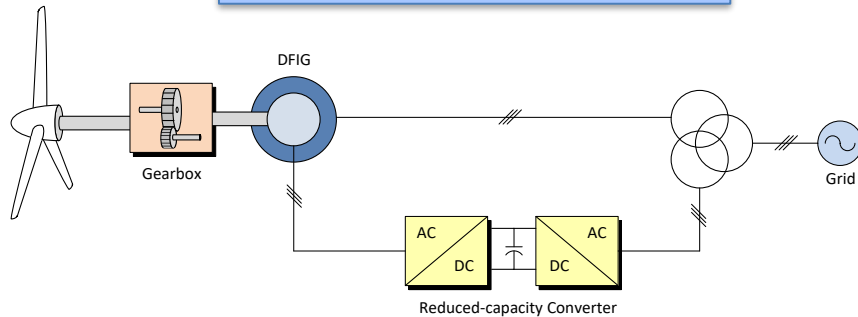 DFIG
Gearbox
Grid
AC
DC
AC
DC
Reduced-capacity Converter